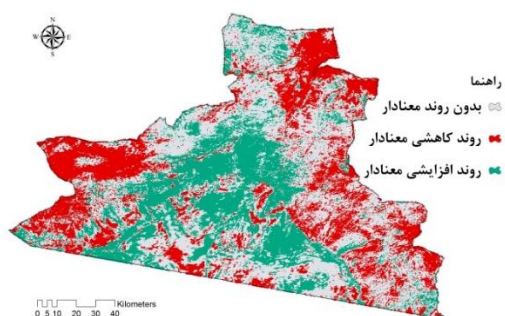 N
W E
S
راهنما
بدون روند معنادار
روند کاهشی معنادار
روند افزایشی معنادار
Kilometers
0 5 10 20 30 40